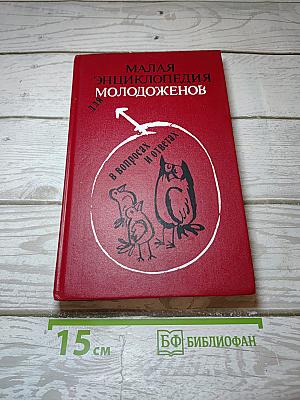 МАЛАЯ
ЭНЦИКЛОПЕДИЯ
для
МОЛОДОЖЕНОВ
в вопросах
и ответах
15 см
БФ БИБЛИОФАН